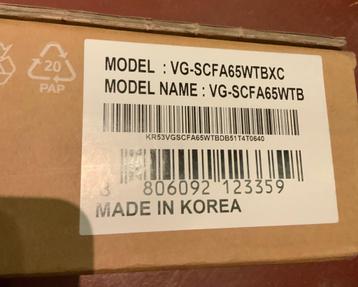 MODEL : VG-SCFA65WTBXC
MODEL NAME : VG-SCFA65WTB
KR53VGSCFA65WTBDB51T4T0640
8 806092 123359
MADE IN KOREA
20
PAP